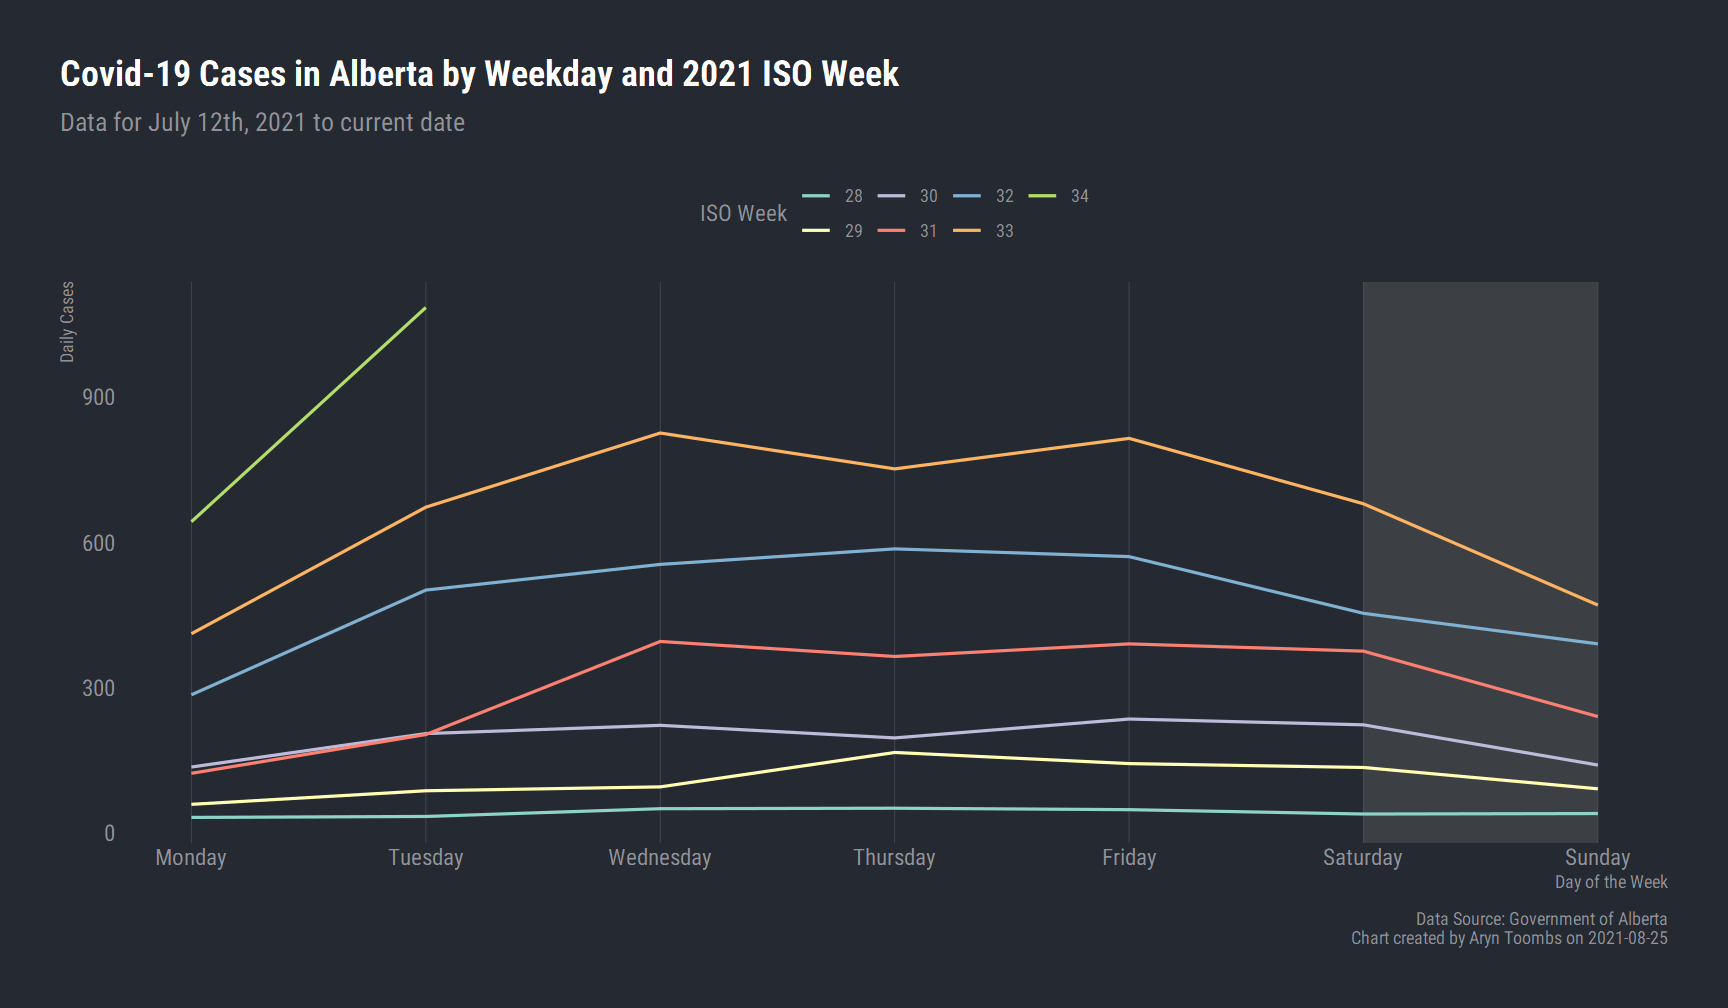 Covid-19 Cases in Alberta by Weekday and 2021 ISO Week
Data for July 12th, 2021 to current date
ISO Week
28 30 32 34
29 31 33
Daily Cases
900
600
300
0
Monday Tuesday Wednesday Thursday Friday Saturday Sunday
Day of the Week
Data Source: Government of Alberta
Chart created by Aryn Toombs on 2021-08-25